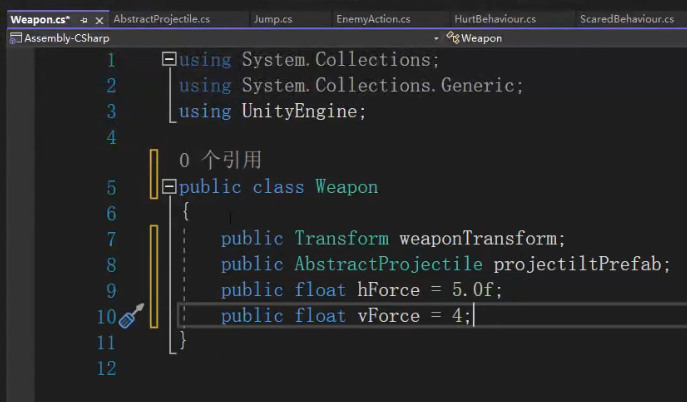 Weapon.cs* AbstractProjectile.cs Jump.cs EnemyAction.cs HurtBehaviour.cs ScaredBehaviour.cs
Assembly-CSharp Weapon
1 using System.Collections;
2 using System.Collections.Generic;
3 using UnityEngine;
4
0 个引用
5 public class Weapon
6 {
7 public Transform weaponTransform;
8 public AbstractProjectile projectiltPrefab;
9 public float hForce = 5.0f;
10 public float vForce = 4;
11 }
12